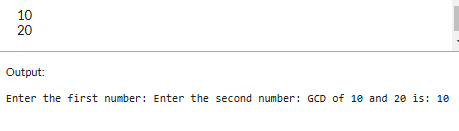 10
20
Output:
Enter the first number: Enter the second number: GCD of 10 and 20 is: 10